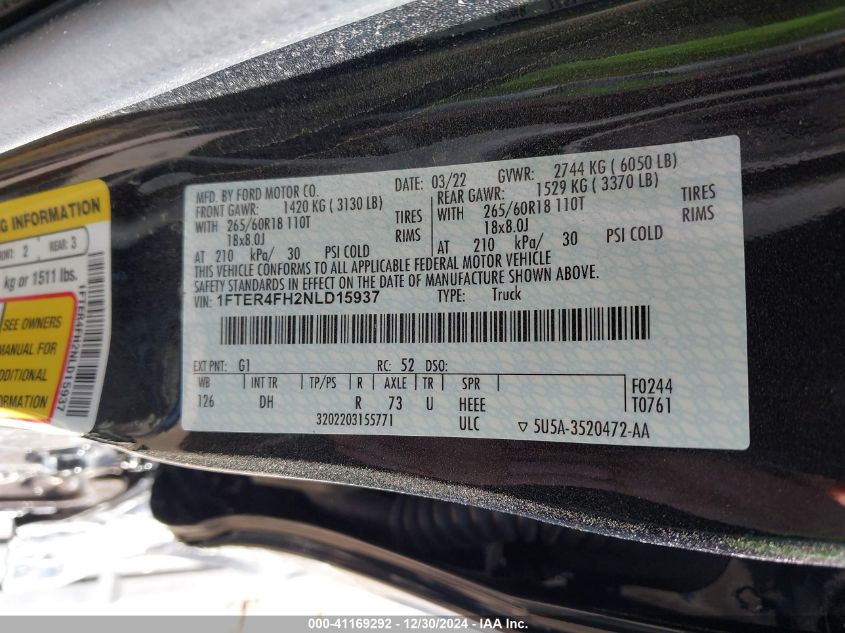 MFD. BY FORD MOTOR CO. DATE: 03/22 GVWR: 2744 KG ( 6050 LB)
FRONT GAWR: 1420 KG ( 3130 LB) REAR GAWR: 1529 KG ( 3370 LB)
WITH 265/60R18 110T TIRES WITH 265/60R18 110T TIRES
18x8.0J RIMS 18x8.0J RIMS
AT 210 kPa/ 30 PSI COLD AT 210 kPa/ 30 PSI COLD
THIS VEHICLE CONFORMS TO ALL APPLICABLE FEDERAL MOTOR VEHICLE
SAFETY STANDARDS IN EFFECT ON THE DATE OF MANUFACTURE SHOWN ABOVE.
VIN: 1FTER4FH2NLD15937 TYPE: Truck
EXT PNT: G1 RC: 52 DSO:
WB INT TR TP/PS R AXLE TR SPR F0244
126 DH R 73 U HEEE T0761
3202203155771 ULC ▽ 5U5A-3520472-AA
INFORMATION
2 REAR: 3
kg or 1511 lbs.
SEE OWNERS
MANUAL FOR
1FTER4FH2NLD15937
000-41169292 - 12/30/2024 - IAA Inc.